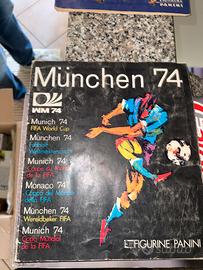 PANINI
München 74
WM 74
Munich 74
FIFA World Cup
München 74
Fußball
Weltmeisterschaft
Munich 74
Coupe du Monde
de la FIFA
Monaco 74
Coppa del Mondo
della FIFA
München 74
Wereldbeker FIFA
Munich 74
Copa Mundial
de la FIFA
FIGURINE PANINI